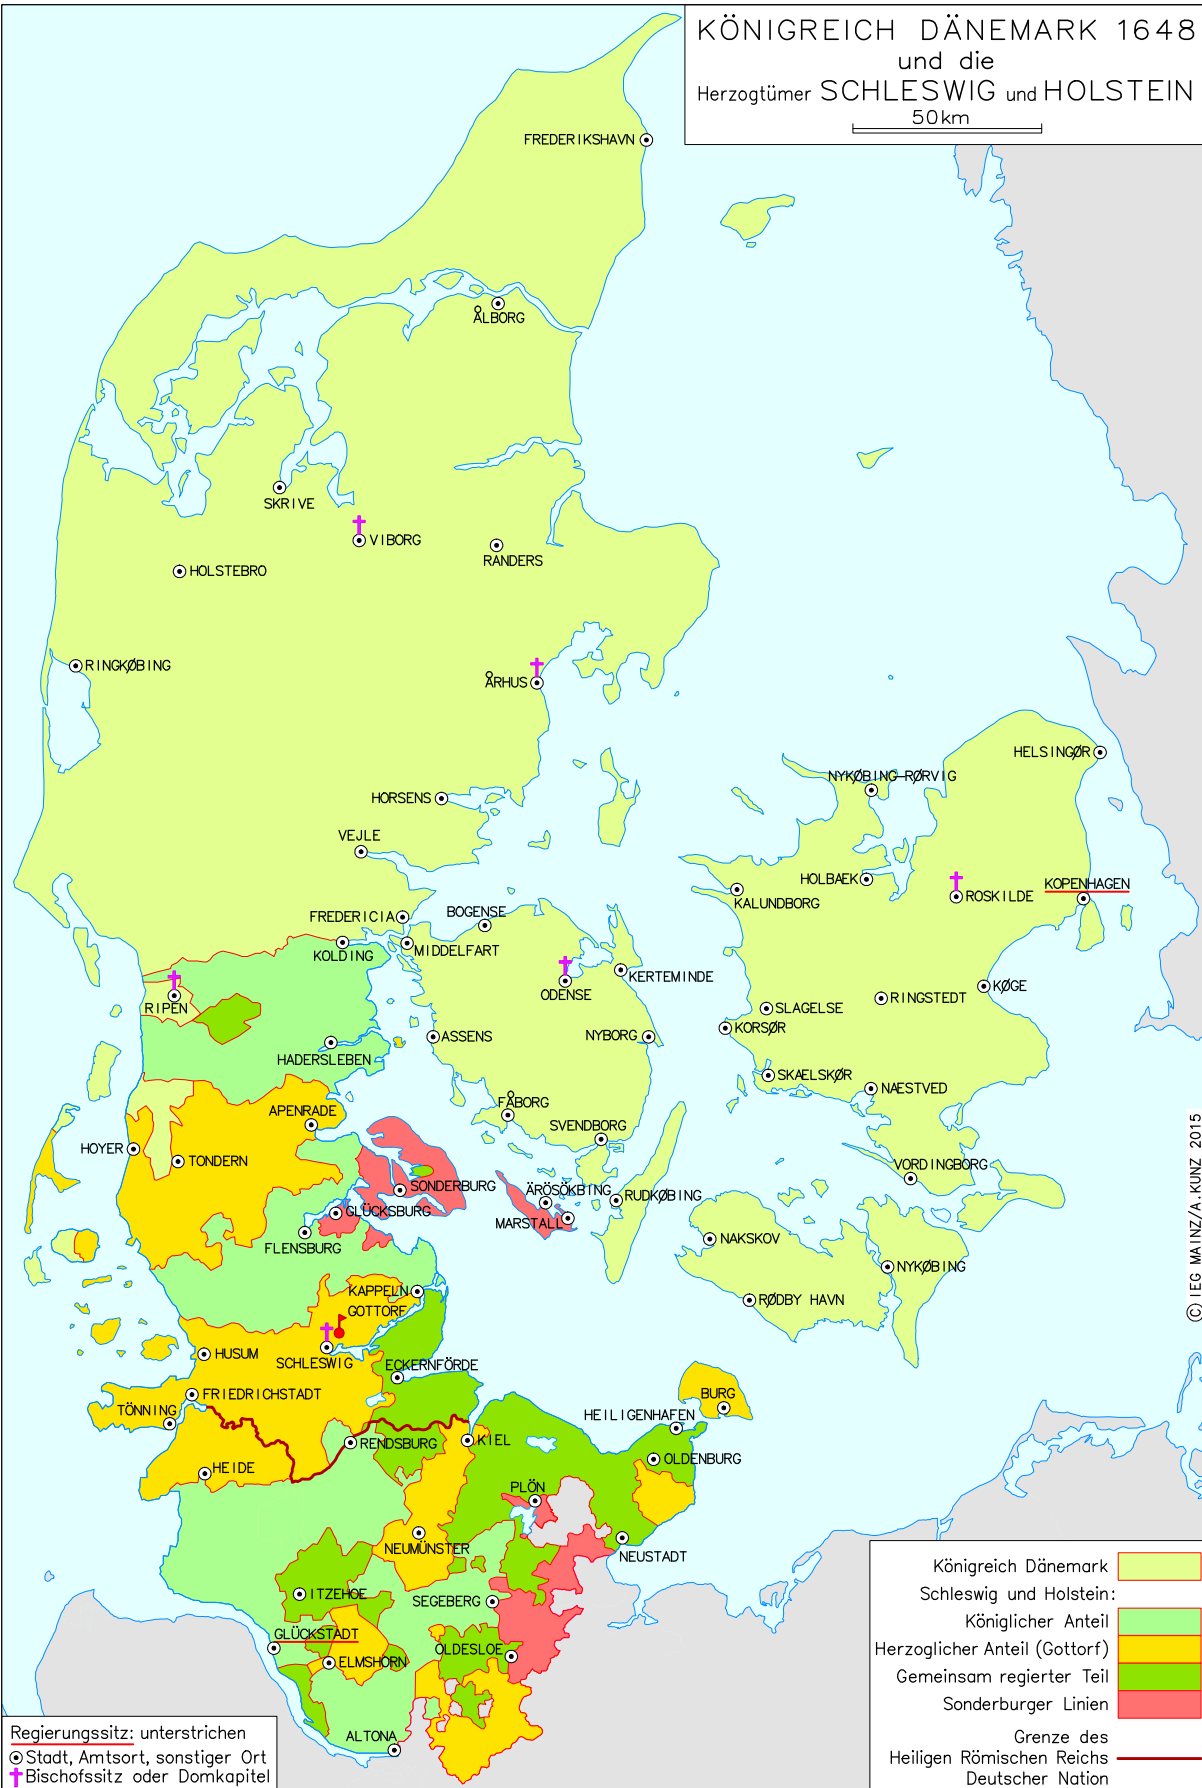 KÖNIGREICH DÄNEMARK 1648
und die
Herzogtümer SCHLESWIG und HOLSTEIN
50km
FREDERIKSHAVN
ÅLBORG
SKRIVE
VIBORG
RANDERS
HOLSTEBRO
RINGKØBING
ÅRHUS
HELSINGØR
NYKØBING-RØRVIG
HORSENS
VEJLE
HOLBAEK
KALUNDBORG
ROSKILDE
KOPENHAGEN
FREDERICIA
BOGENSE
KOLDING
MIDDELFART
KERTEMINDE
ODENSE
RIPEN
SLAGELSE
RINGSTEDT
KØGE
KORSØR
HADERSLEBEN
ASSENS
NYBORG
SKAELSKØR
NAESTVED
APENRADE
FÅBORG
SVENDBORG
HOYER
TONDERN
VORDINGBORG
SONDERBURG
ÄRÖSÖKBING
RUDKØBING
GLÜCKSBURG
MARSTALL
FLENSBURG
NAKSKOV
NYKØBING
KAPPELN
GOTTORF
RØDBY HAVN
HUSUM
SCHLESWIG
ECKERNFÖRDE
FRIEDRICHSTADT
TÖNNING
BURG
HEILIGENHAFEN
RENDSBURG
KIEL
OLDENBURG
HEIDE
PLÖN
NEUMÜNSTER
NEUSTADT
ITZEHOE
SEGEBERG
GLÜCKSTADT
ELMSHORN
OLDESLOE
ALTONA
© IEG MAINZ/A.KUNZ 2015
Königreich Dänemark
Schleswig und Holstein:
Königlicher Anteil
Herzoglicher Anteil (Gottorf)
Gemeinsam regierter Teil
Sonderburger Linien
Grenze des
Heiligen Römischen Reichs
Deutscher Nation
Regierungssitz: unterstrichen
Stadt, Amtsort, sonstiger Ort
Bischofssitz oder Domkapitel